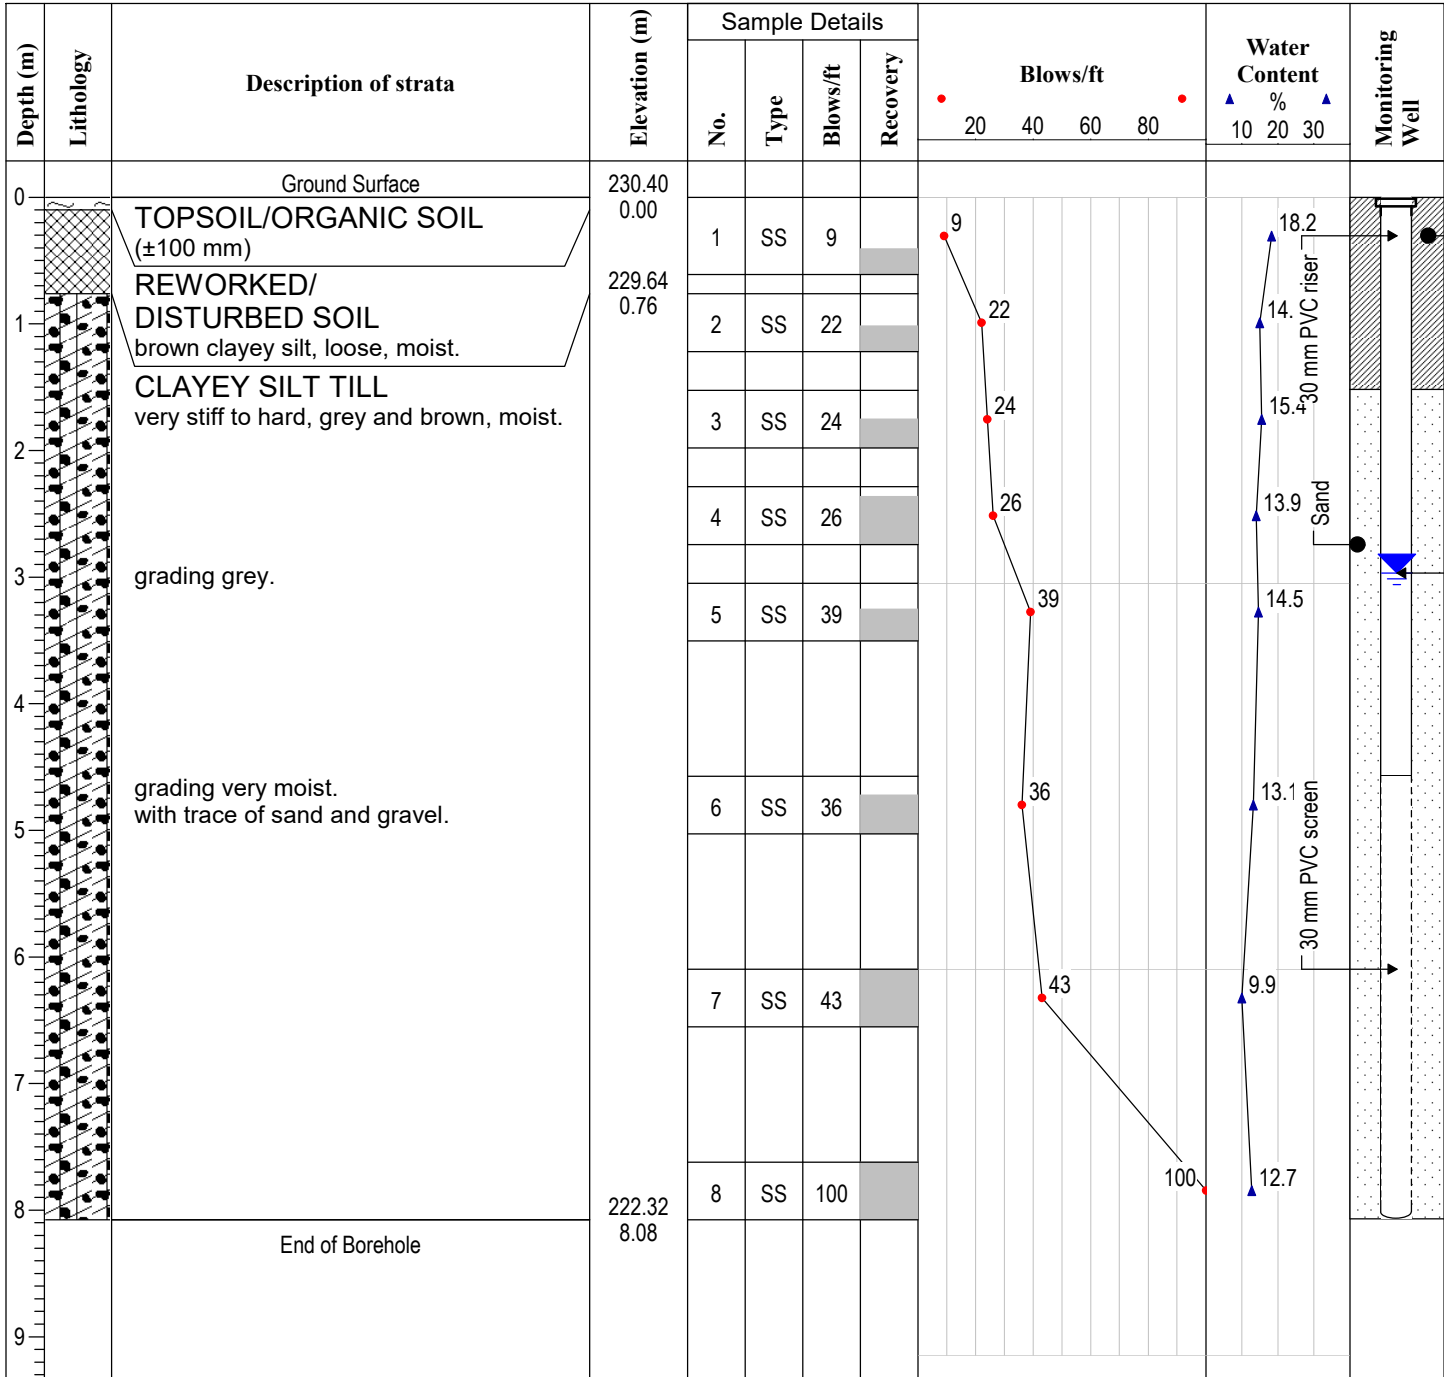 Depth (m)
Lithology
Description of strata
Elevation (m)
Sample Details
No.
Type
Blows/ft
Recovery
Blows/ft
20 40 60 80
Water
Content
%
10 20 30
Monitoring
Well
Ground Surface
230.40
0.00
0
TOPSOIL/ORGANIC SOIL
(±100 mm)
1 SS 9
9
18.2
REWORKED/
DISTURBED SOIL
brown clayey silt, loose, moist.
229.64
0.76
1
2 SS 22
22
14.
30 mm PVC riser
CLAYEY SILT TILL
very stiff to hard, grey and brown, moist.
3 SS 24
24
15.4
2
4 SS 26
26
13.9
Sand
3
grading grey.
5 SS 39
39
14.5
4
grading very moist.
with trace of sand and gravel.
6 SS 36
36
13.1
5
30 mm PVC screen
6
7 SS 43
43
9.9
7
8 SS 100
100
12.7
8
222.32
8.08
End of Borehole
9